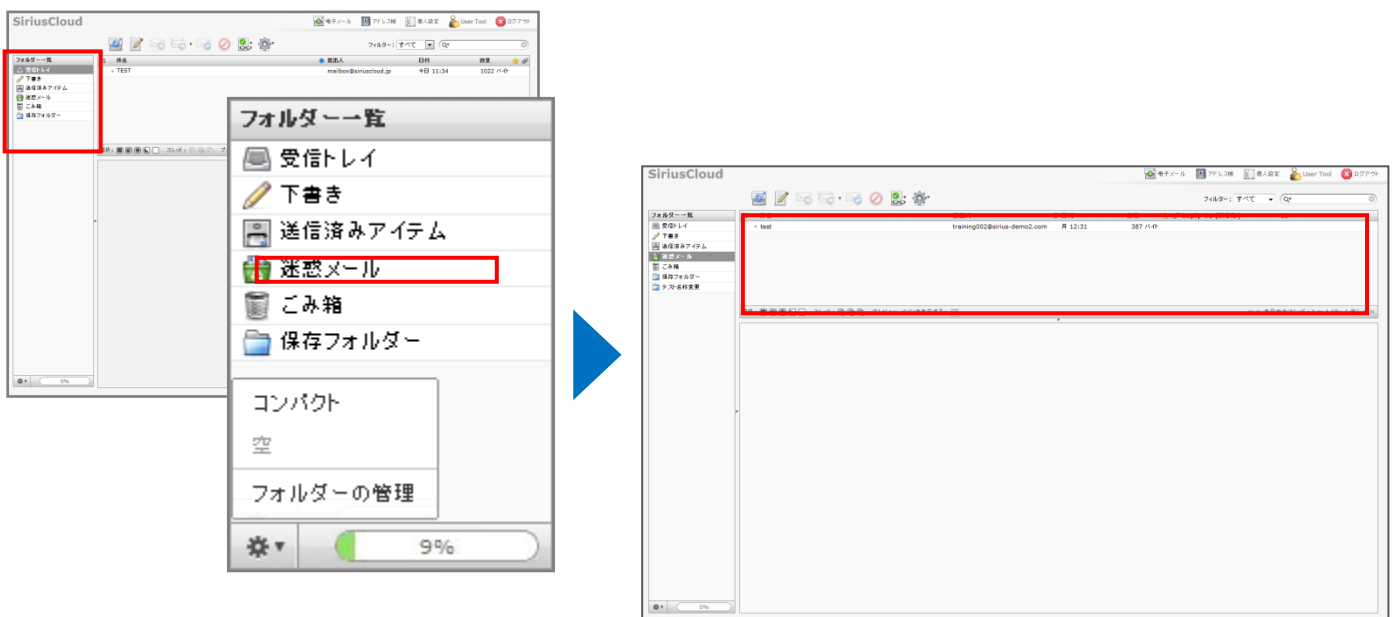 SiriusCloud
電子メール アドレス帳 個人設定 User Tool ログアウト
フィルター: すべて
フォルダー一覧
件名 差出人 日付 容量
受信トレイ
TEST mailbox@siriuscloud.jp 今日 11:34 1022 バイト
下書き
送信済みアイテム
迷惑メール
ごみ箱
保存フォルダー
0%
フォルダー一覧
受信トレイ
下書き
送信済みアイテム
迷惑メール
ごみ箱
保存フォルダー
コンパクト
空
フォルダーの管理
9%
SiriusCloud
電子メール アドレス帳 個人設定 User Tool ログアウト
フィルター: すべて
フォルダー一覧
受信トレイ
test training002@sirius-demo2.com 月 12:31 387 バイト
下書き
送信済みアイテム
迷惑メール
ごみ箱
保存フォルダー
テスト名称変更
0%